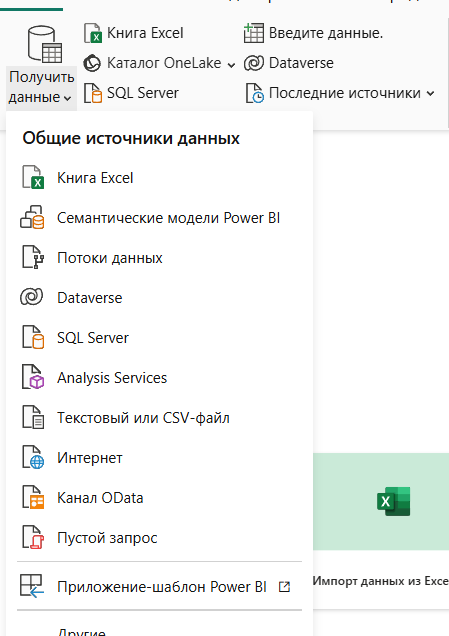 Получить
данные
Книга Excel
Каталог OneLake
SQL Server
Введите данные.
Dataverse
Последние источники
Общие источники данных
Книга Excel
Семантические модели Power BI
Потоки данных
Dataverse
SQL Server
Analysis Services
Текстовый или CSV-файл
Интернет
Канал OData
Пустой запрос
Приложение-шаблон Power BI
Другие
Импорт данных из Exce